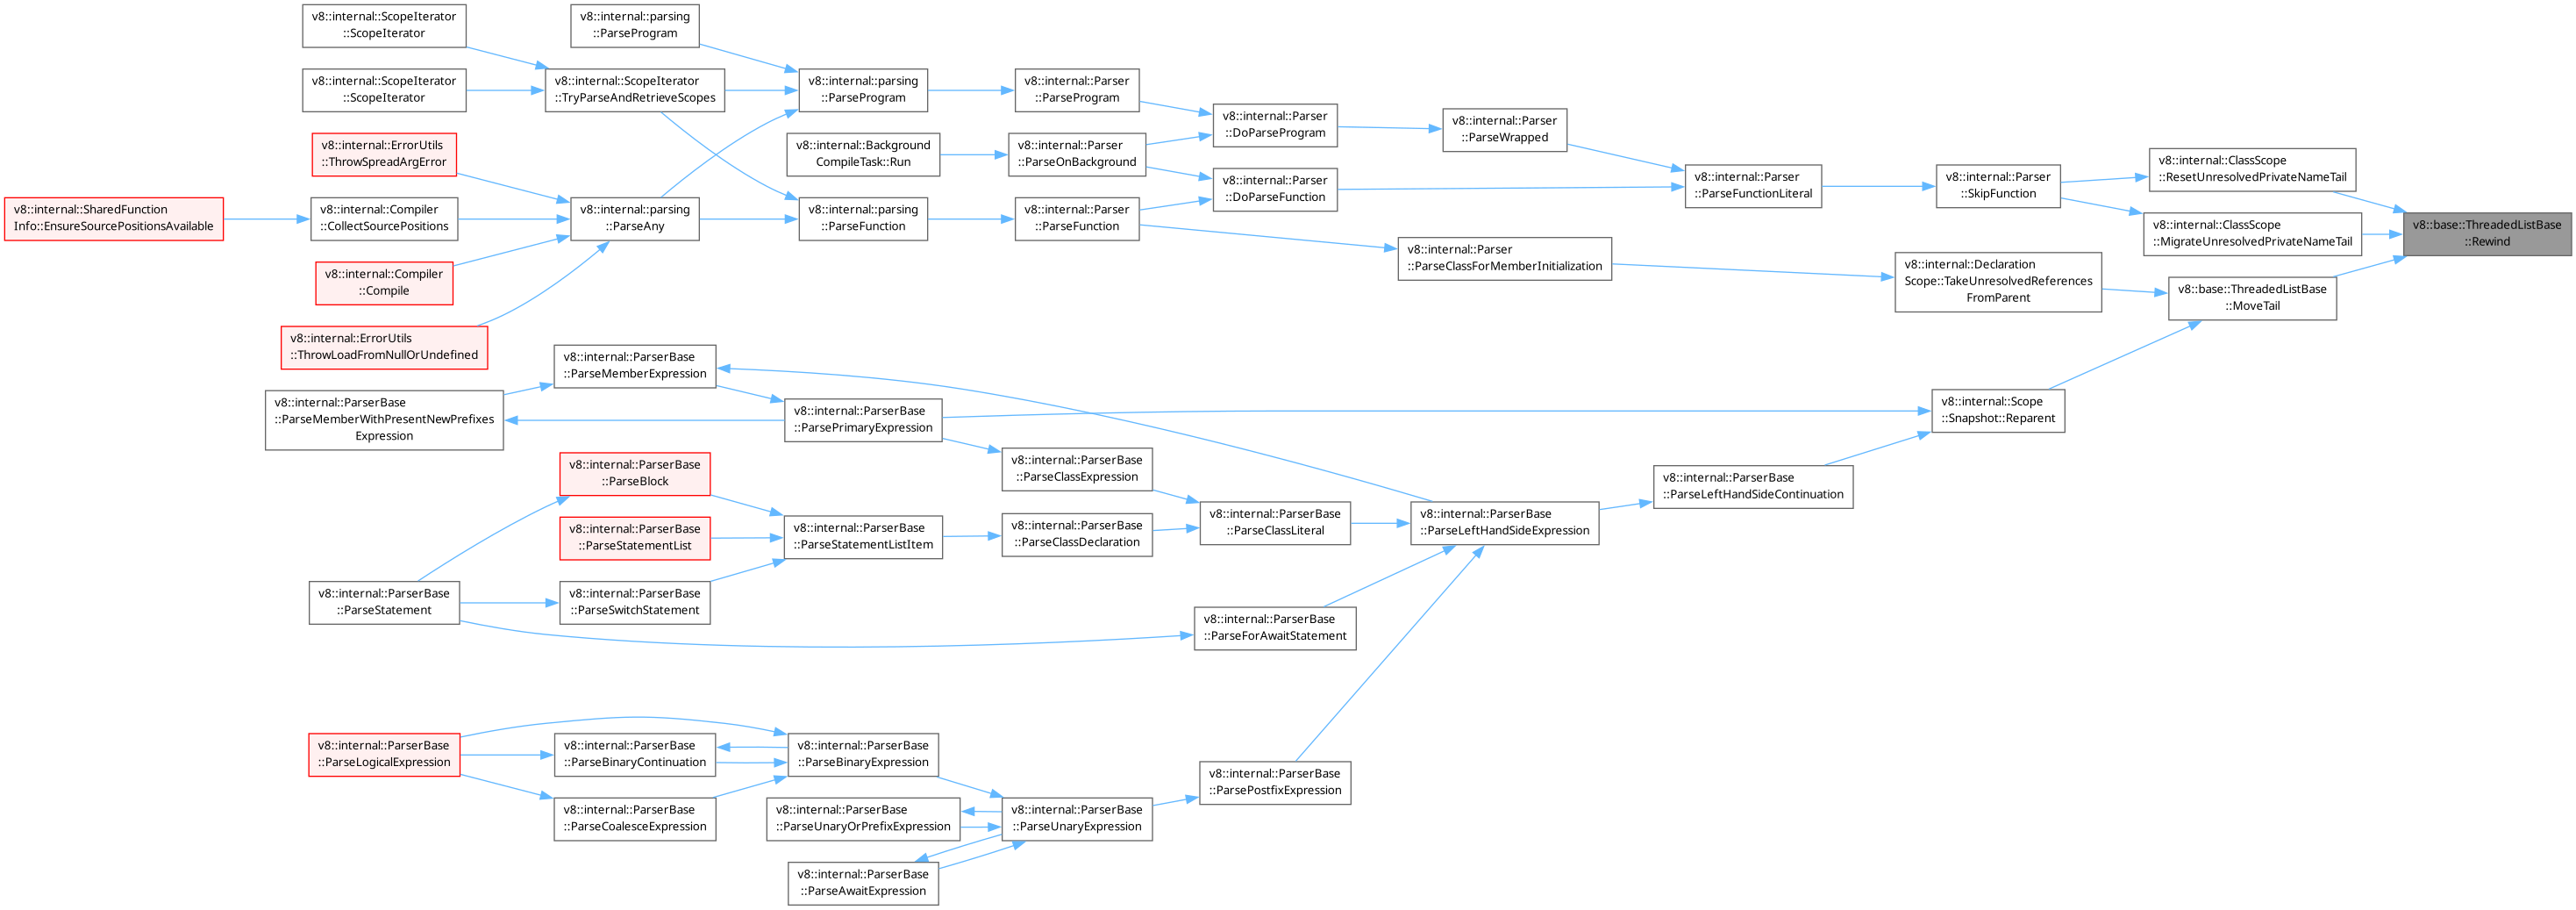 v8::internal::ScopeIterator
::ScopeIterator
v8::internal::parsing
::ParseProgram
v8::internal::ScopeIterator
::ScopeIterator
v8::internal::ScopeIterator
::TryParseAndRetrieveScopes
v8::internal::parsing
::ParseProgram
v8::internal::Parser
::ParseProgram
v8::internal::Parser
::DoParseProgram
v8::internal::Parser
::ParseWrapped
v8::internal::ErrorUtils
::ThrowSpreadArgError
v8::internal::Background
CompileTask::Run
v8::internal::Parser
::ParseOnBackground
v8::internal::Parser
::DoParseFunction
v8::internal::Parser
::ParseFunctionLiteral
v8::internal::Parser
::SkipFunction
v8::internal::ClassScope
::ResetUnresolvedPrivateNameTail
v8::internal::SharedFunction
Info::EnsureSourcePositionsAvailable
v8::internal::Compiler
::CollectSourcePositions
v8::internal::parsing
::ParseAny
v8::internal::parsing
::ParseFunction
v8::internal::Parser
::ParseFunction
v8::internal::ClassScope
::MigrateUnresolvedPrivateNameTail
v8::base::ThreadedListBase
::Rewind
v8::internal::Compiler
::Compile
v8::internal::Parser
::ParseClassForMemberInitialization
v8::internal::Declaration
Scope::TakeUnresolvedReferences
FromParent
v8::base::ThreadedListBase
::MoveTail
v8::internal::ErrorUtils
::ThrowLoadFromNullOrUndefined
v8::internal::ParserBase
::ParseMemberExpression
v8::internal::ParserBase
::ParseMemberWithPresentNewPrefixes
Expression
v8::internal::ParserBase
::ParsePrimaryExpression
v8::internal::Scope
::Snapshot::Reparent
v8::internal::ParserBase
::ParseBlock
v8::internal::ParserBase
::ParseClassExpression
v8::internal::ParserBase
::ParseLeftHandSideContinuation
v8::internal::ParserBase
::ParseStatementList
v8::internal::ParserBase
::ParseStatementListItem
v8::internal::ParserBase
::ParseClassDeclaration
v8::internal::ParserBase
::ParseClassLiteral
v8::internal::ParserBase
::ParseLeftHandSideExpression
v8::internal::ParserBase
::ParseStatement
v8::internal::ParserBase
::ParseSwitchStatement
v8::internal::ParserBase
::ParseForAwaitStatement
v8::internal::ParserBase
::ParseLogicalExpression
v8::internal::ParserBase
::ParseBinaryContinuation
v8::internal::ParserBase
::ParseBinaryExpression
v8::internal::ParserBase
::ParsePostfixExpression
v8::internal::ParserBase
::ParseCoalesceExpression
v8::internal::ParserBase
::ParseUnaryOrPrefixExpression
v8::internal::ParserBase
::ParseUnaryExpression
v8::internal::ParserBase
::ParseAwaitExpression